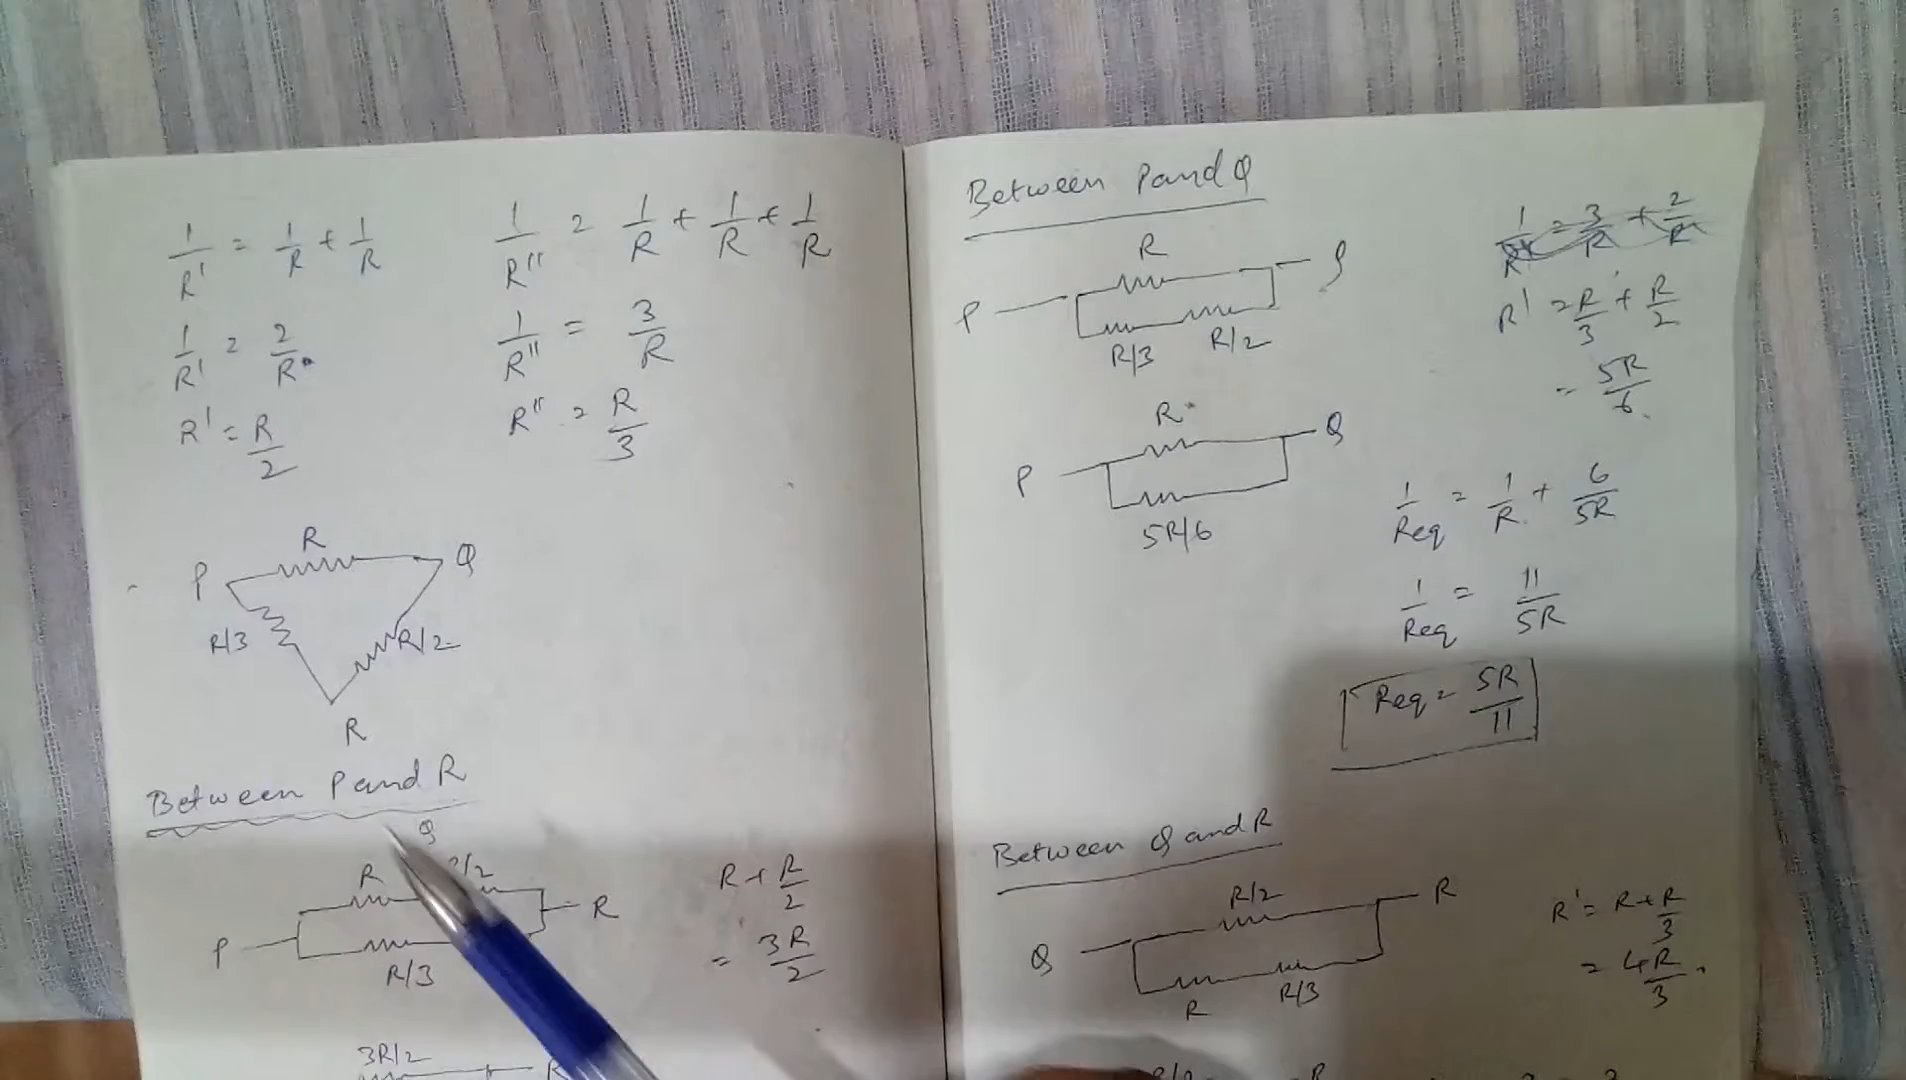 1/R' = 1/R + 1/R
1/R' = 2/R
R' = R/2
1/R'' = 1/R + 1/R + 1/R
1/R'' = 3/R
R'' = R/3
R
P Q
R/3 R/2
R
Between P and R
Q
R R/2
P R
R/3
R + R/2
= 3R/2
3R/2
R
Between P and Q
R
P Q
R/3 R/2
R' = R/3 + R/2
= 5R/6
R
P Q
5R/6
1/Req = 1/R + 6/5R
1/Req = 11/5R
Req = 5R/11
Between Q and R
R/2
Q R
R R/3
R' = R + R/3
= 4R/3